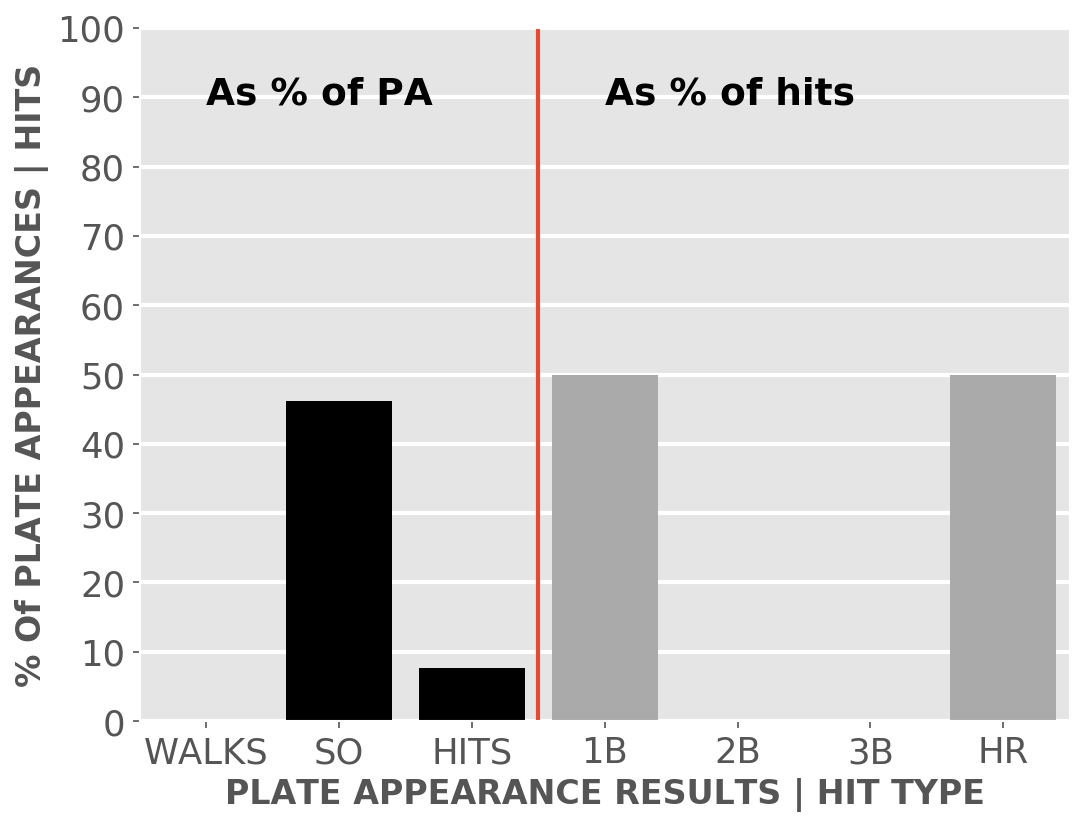 % Of PLATE APPEARANCES | HITS
100
90
80
70
60
50
40
30
20
10
0
As % of PA
As % of hits
WALKS SO HITS 1B 2B 3B HR
PLATE APPEARANCE RESULTS | HIT TYPE